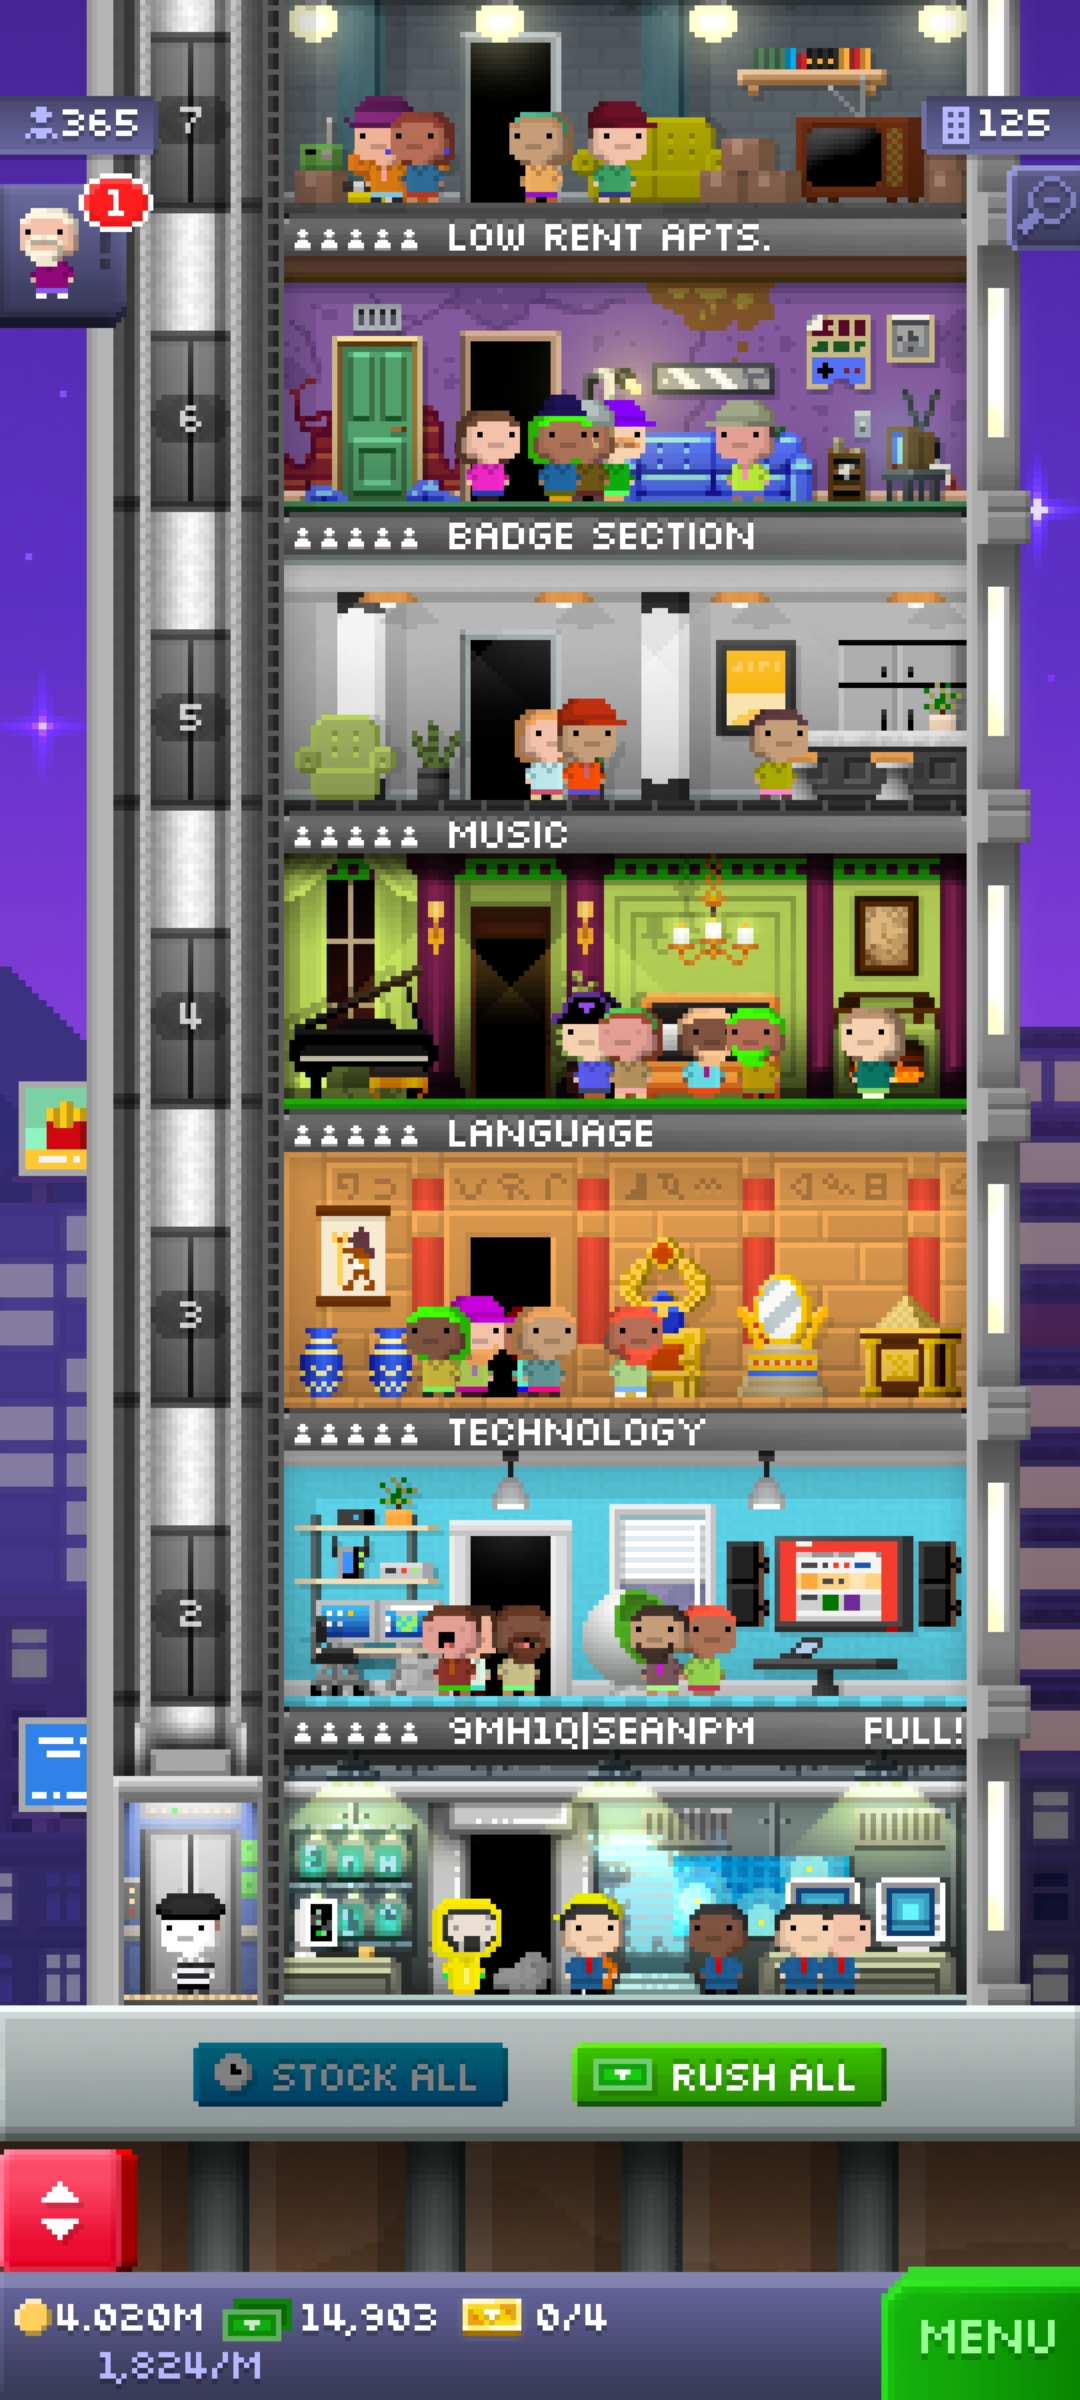 365
7
125
1
LOW RENT APTS.
6
BADGE SECTION
5
MUSIC
4
LANGUAGE
3
TECHNOLOGY
2
9MH1Q|SEANPM FULL!
STOCK ALL
RUSH ALL
4.020M 14,903 0/4
1,824/M
MENU